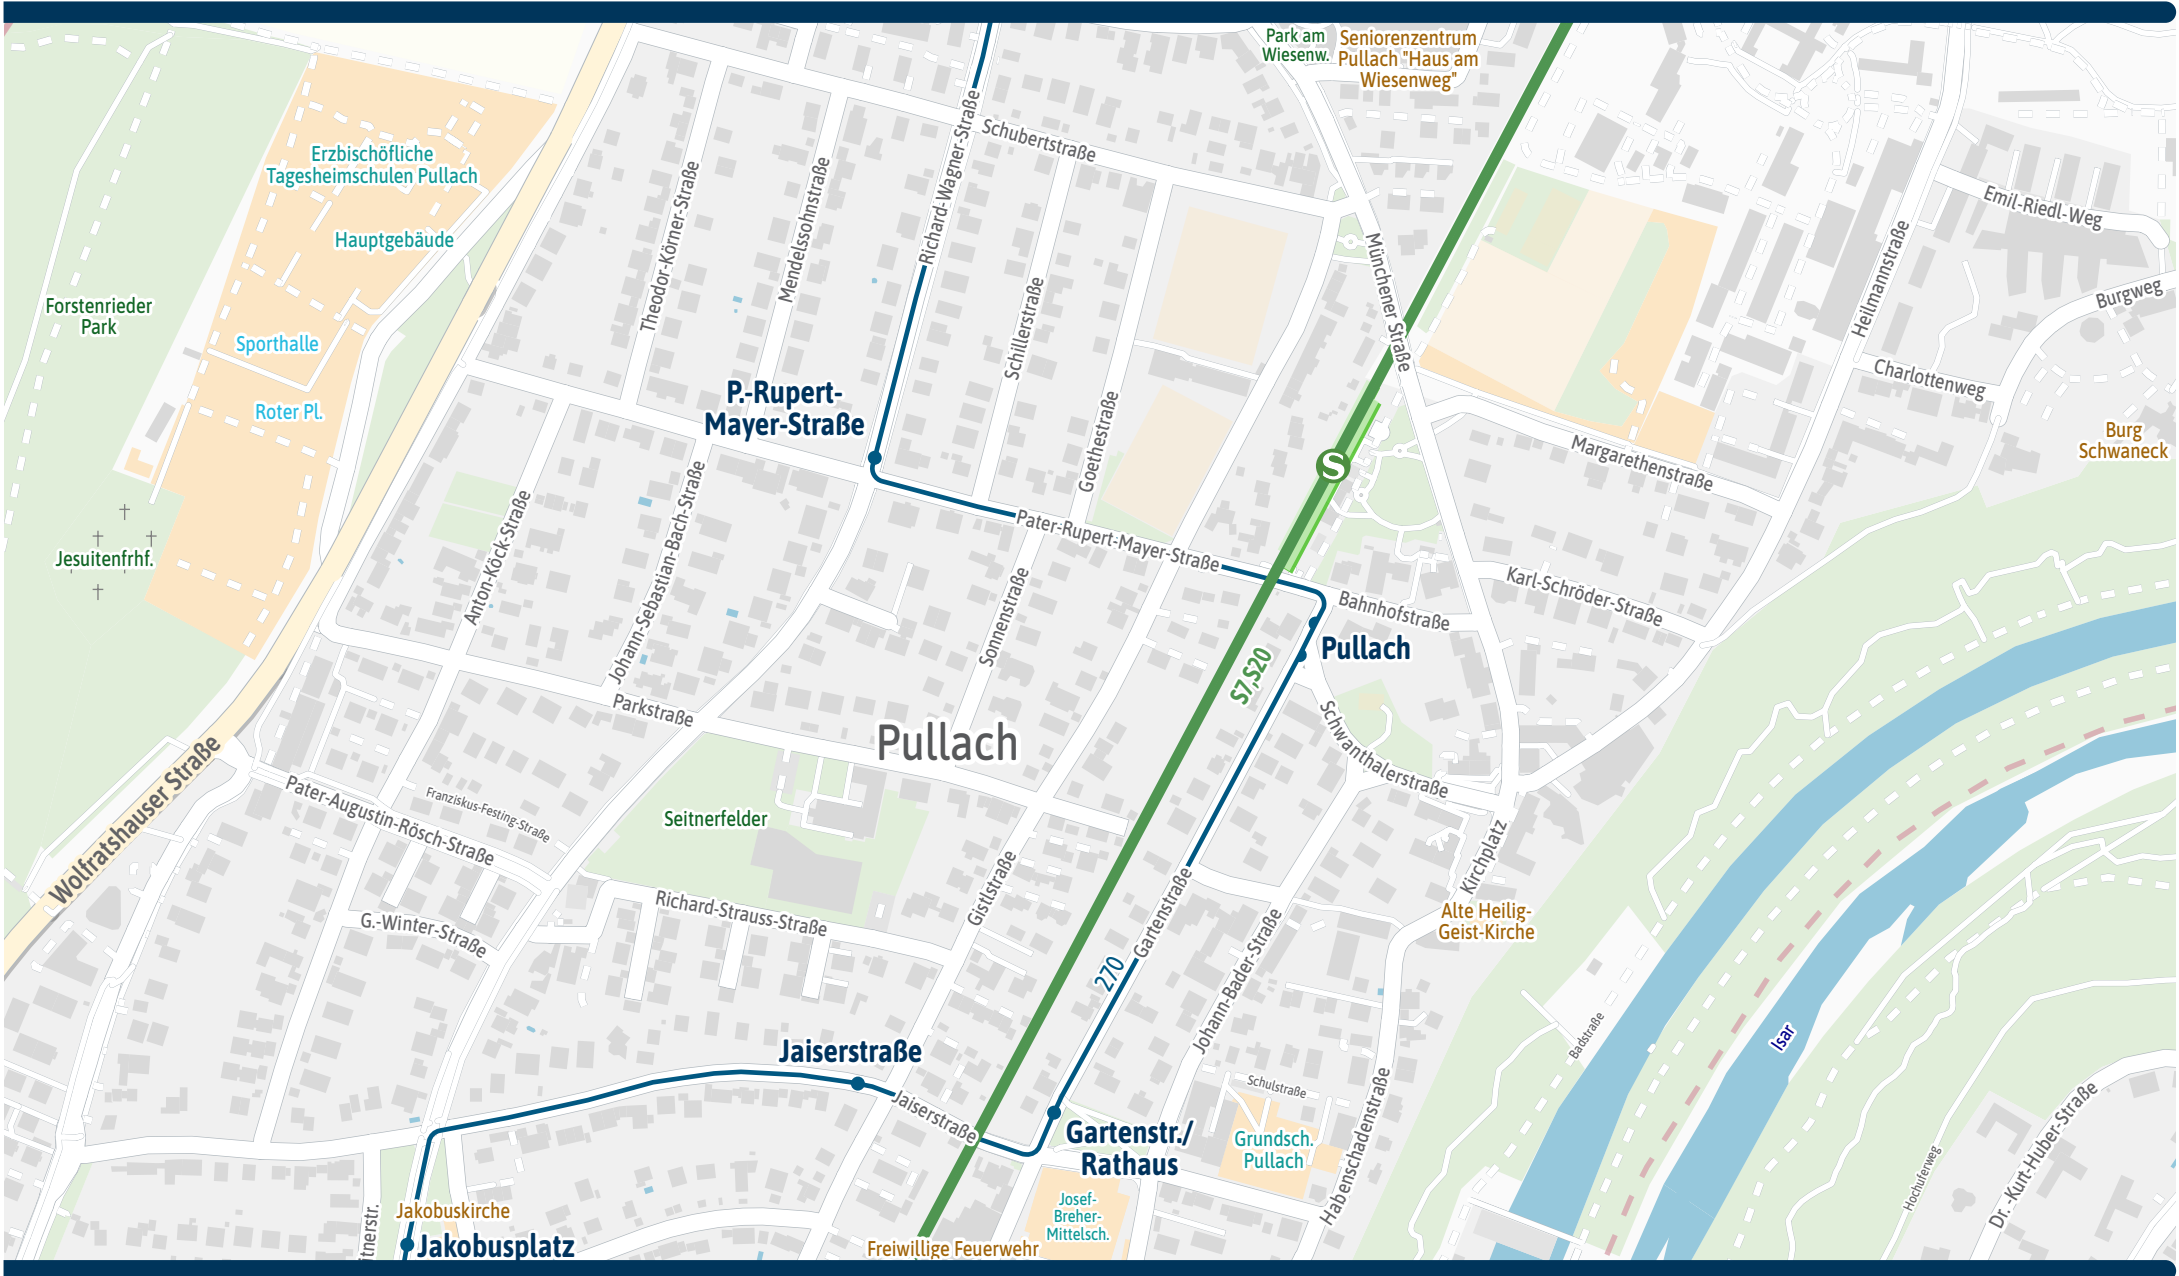 Park am
Wiesenw.
Seniorenzentrum
Pullach "Haus am
Wiesenweg"
Richard-Wagner-Straße
Schubertstraße
Erzbischöfliche
Tagesheimschulen Pullach
Hauptgebäude
Theodor-Körner-Straße
Mendelssohnstraße
Schillerstraße
Münchener Straße
Emil-Riedl-Weg
Heilmannstraße
Burgweg
Forstenrieder
Park
Sporthalle
Roter Pl.
P.-Rupert-
Mayer-Straße
Goethestraße
Charlottenweg
Burg
Schwaneck
Margarethenstraße
S
Jesuitenfrhf.
Anton-Köck-Straße
Johann-Sebastian-Bach-Straße
Pater-Rupert-Mayer-Straße
Sonnenstraße
Bahnhofstraße
Karl-Schröder-Straße
Pullach
S7,S20
Parkstraße
Pullach
Schwanthalerstraße
Wolfratshauser Straße
Pater-Augustin-Rösch-Straße
Franziskus-Festing-Straße
Seitnerfelder
Gistlstraße
Kirchplatz
Richard-Strauss-Straße
G.-Winter-Straße
Gartenstraße
270
Johann-Bader-Straße
Alte Heilig-
Geist-Kirche
Badstraße
Isar
Jaiserstraße
Jaiserstraße
Schulstraße
Habenschadenstraße
Gartenstr./
Rathaus
Grundsch.
Pullach
Hochuferweg
Dr.-Kurt-Huber-Straße
Josef-
Breher-
Mittelsch.
Jakobuskirche
Jakobusplatz
tnerstr.
Freiwillige Feuerwehr